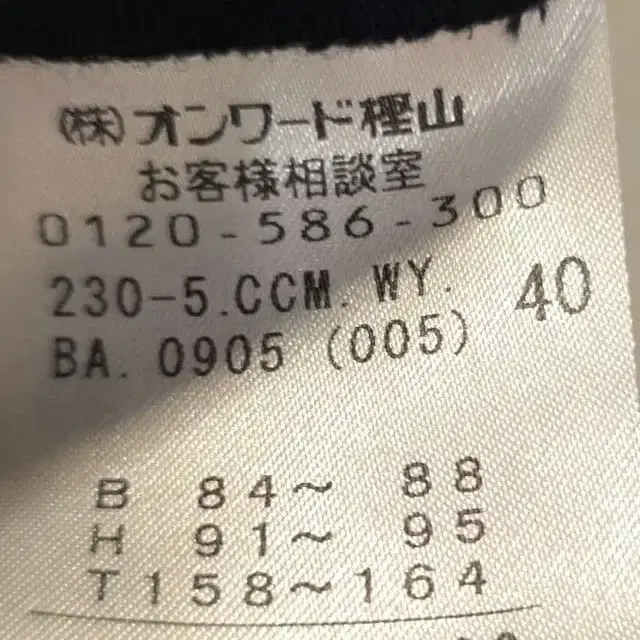 (株)オンワード樫山
お客様相談室
0120-586-300
230-5.CCM.WY. 40
BA.0905 (005)
B 84~ 88
H 91~ 95
T158~164